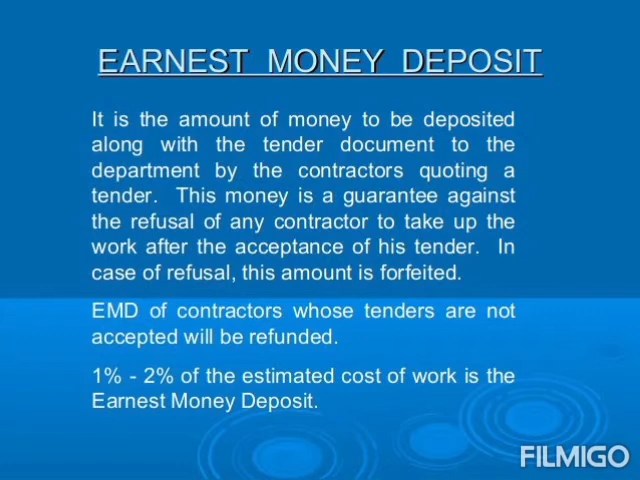 EARNEST MONEY DEPOSIT
It is the amount of money to be deposited
along with the tender document to the
department by the contractors quoting a
tender. This money is a guarantee against
the refusal of any contractor to take up the
work after the acceptance of his tender. In
case of refusal, this amount is forfeited.
EMD of contractors whose tenders are not
accepted will be refunded.
1% - 2% of the estimated cost of work is the
Earnest Money Deposit.
FILMIGO